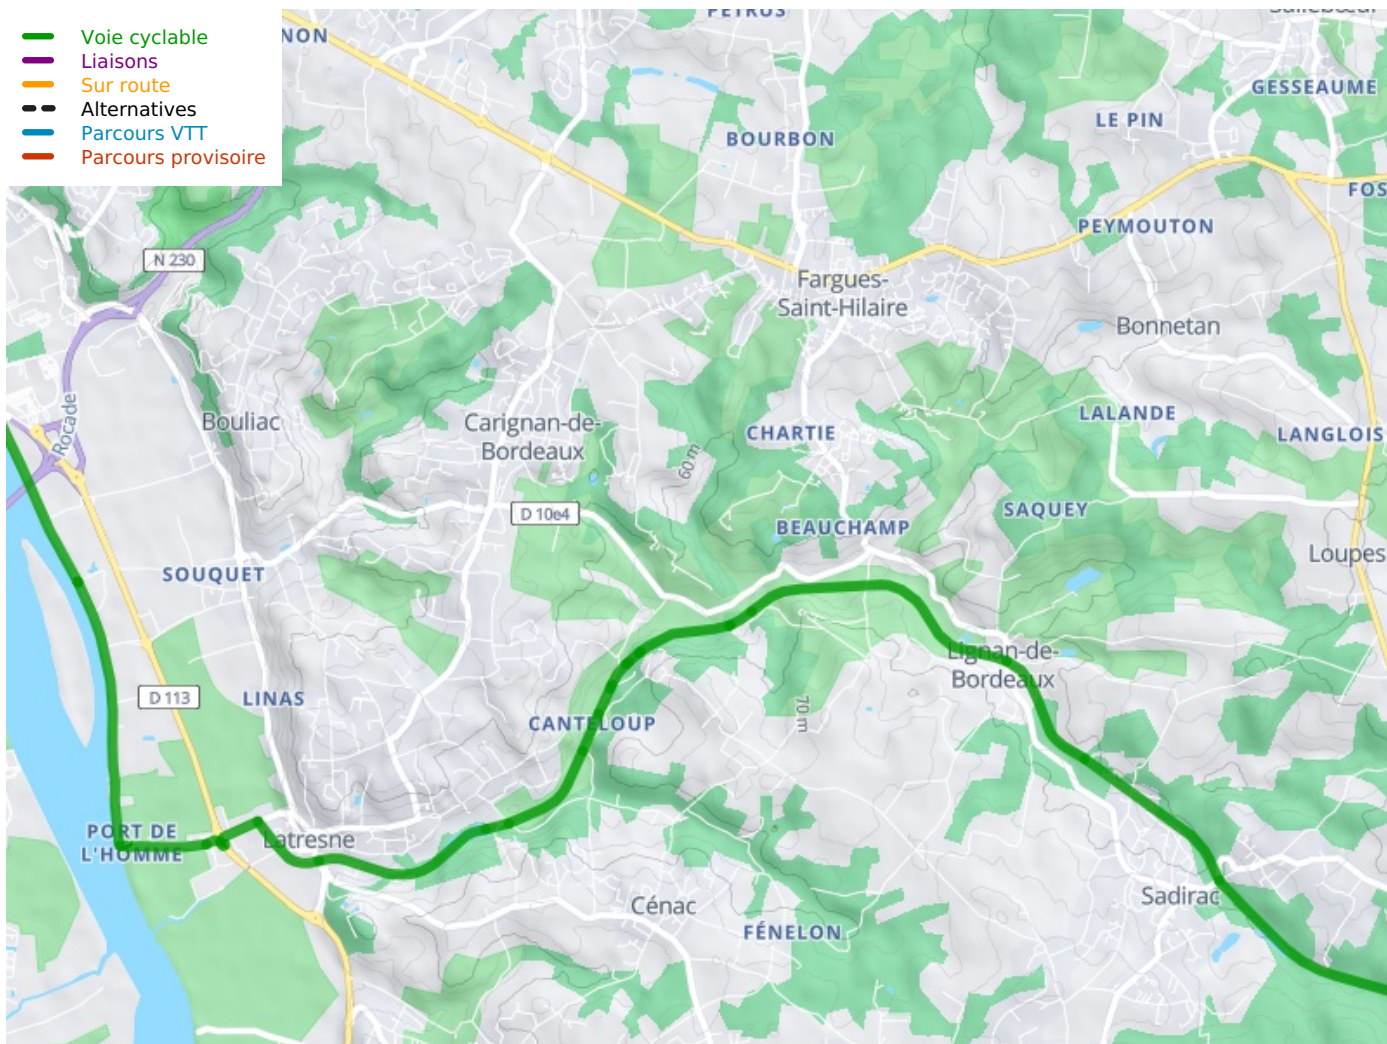 Voie cyclable
Liaisons
Sur route
Alternatives
Parcours VTT
Parcours provisoire
NON
PETRUS
GESSEAUME
LE PIN
BOURBON
FOS
PEYMOUTON
N 230
Fargues-
Saint-Hilaire
Bonnetan
Rocade
Bouliac
Carignan-de-
Bordeaux
CHARTIE
LALANDE
LANGLOIS
60 m
D 10e4
BEAUCHAMP
SAQUEY
Loupes
SOUQUET
Lignan-de-
Bordeaux
D 113
LINAS
CANTELOUP
70 m
PORT DE
L'HOMME
Latresne
Cénac
Sadirac
FÉNELON